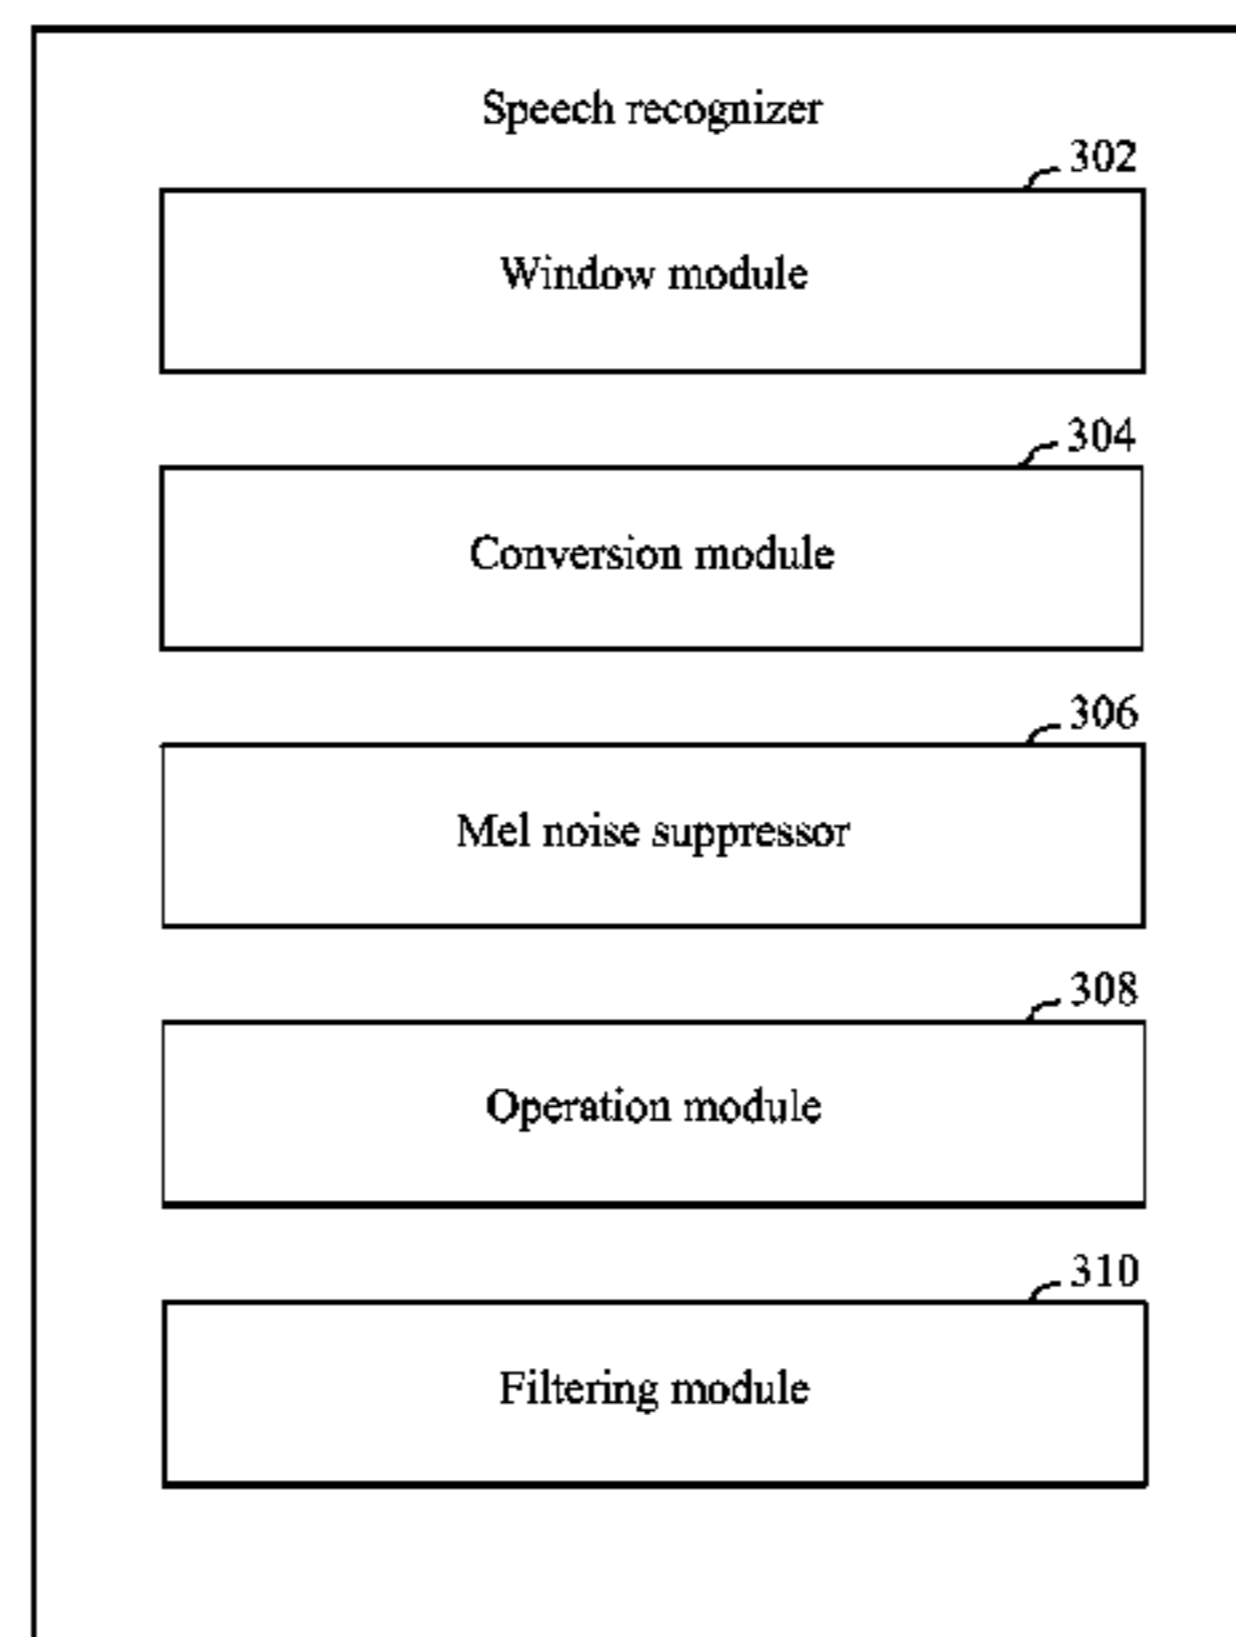 Speech recognizer
302
Window module
304
Conversion module
306
Mel noise suppressor
308
Operation module
310
Filtering module